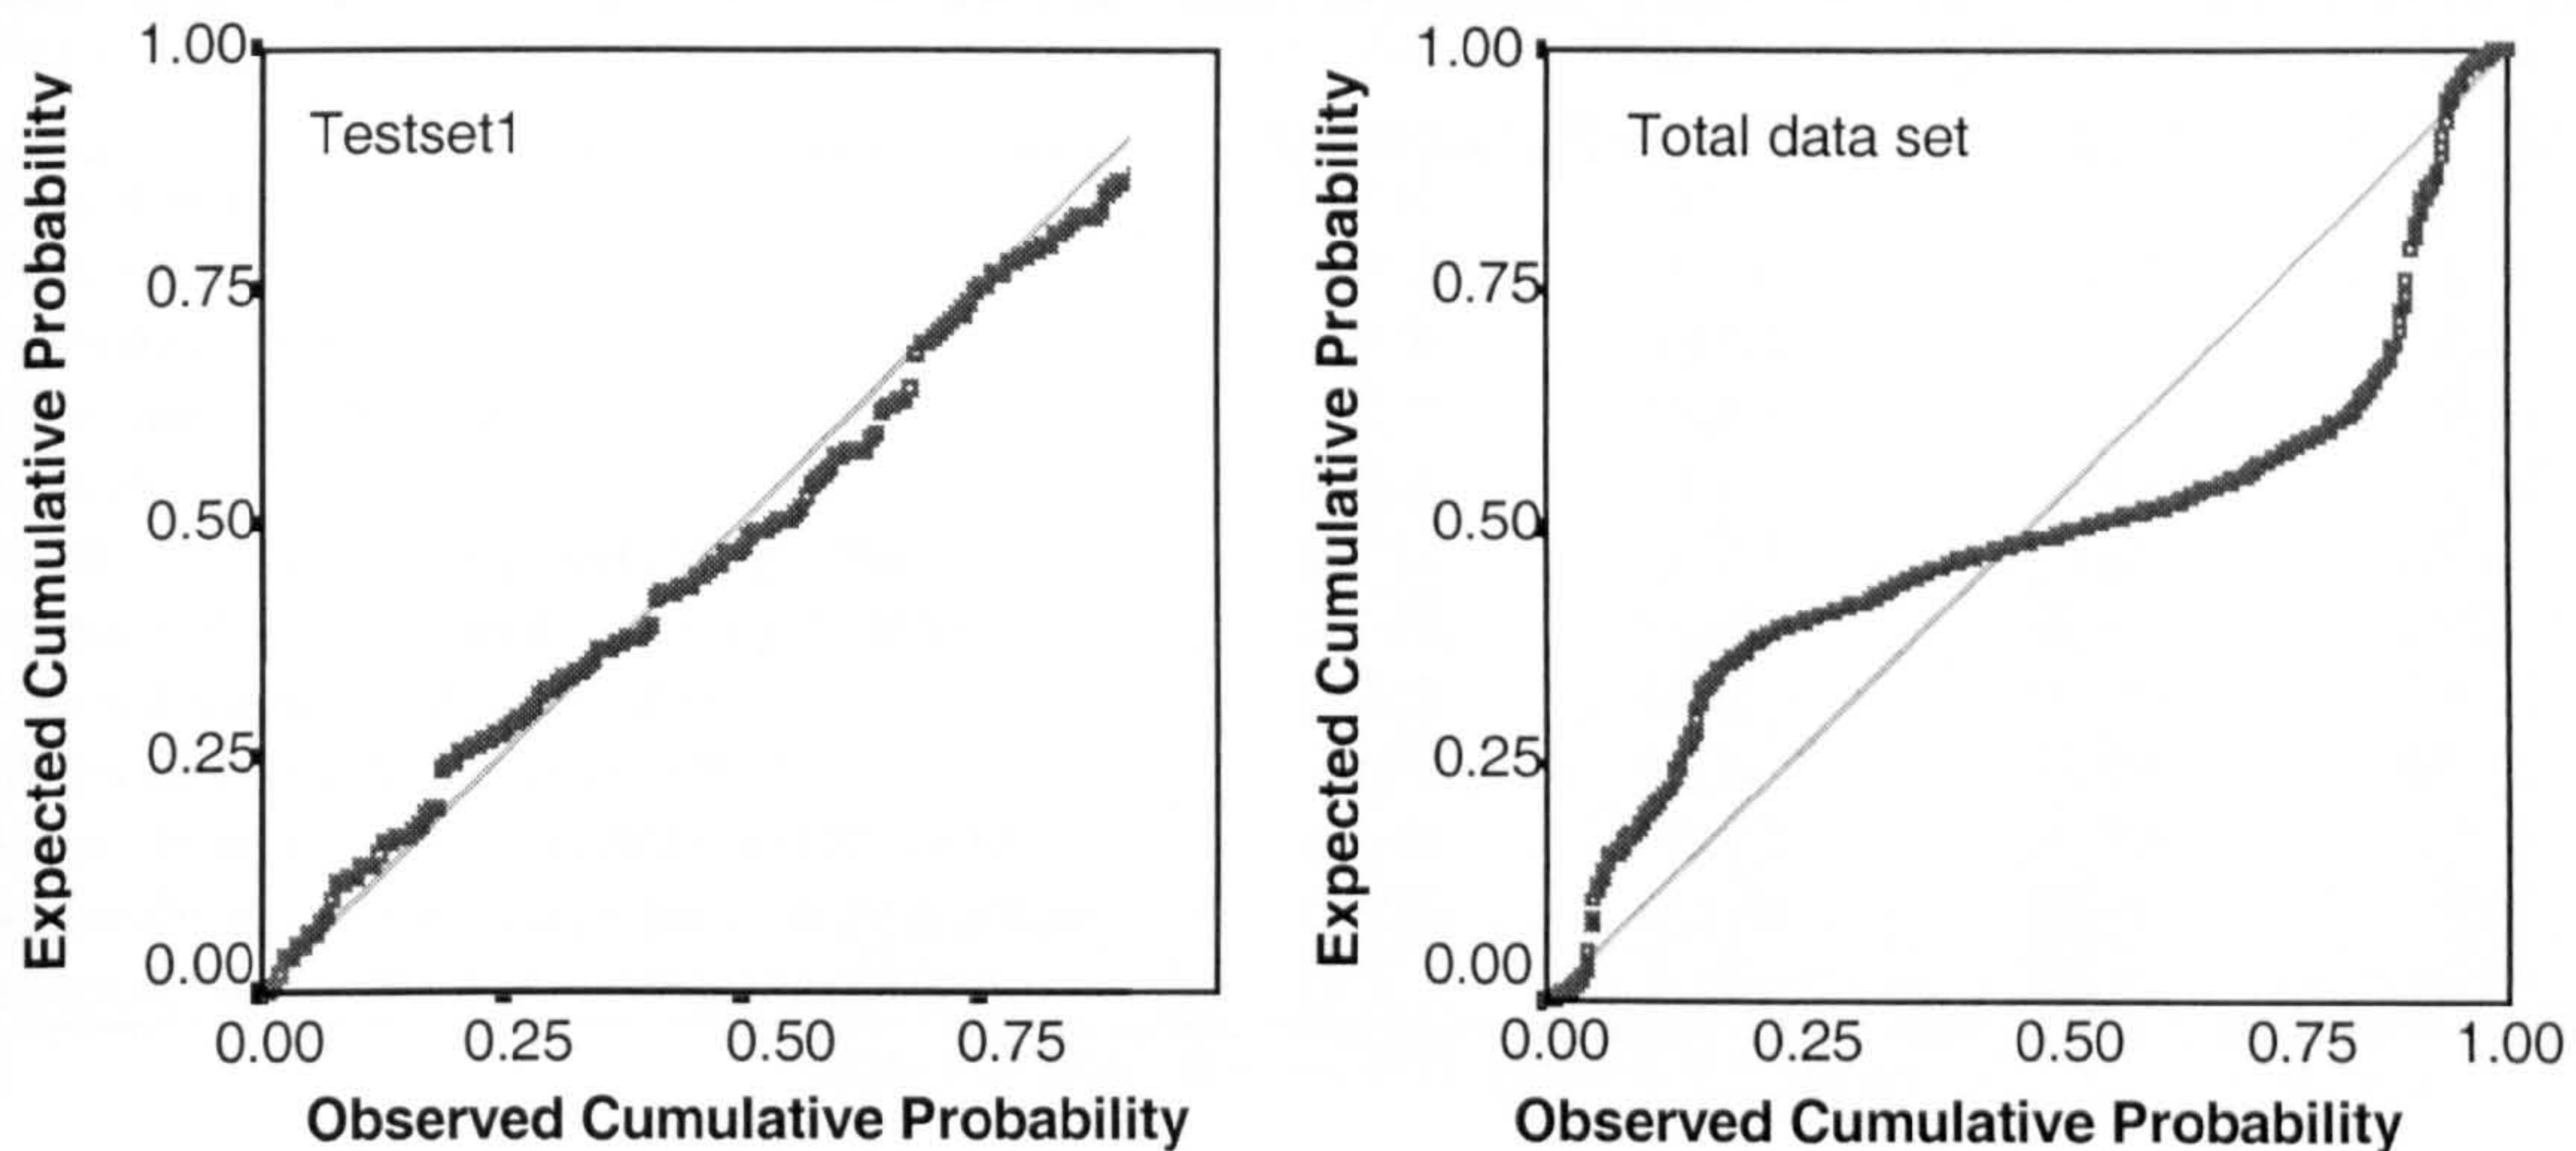 Expected Cumulative Probability
1.00
0.75
0.50
0.25
0.00
Testset1
0.00 0.25 0.50 0.75
Observed Cumulative Probability
Expected Cumulative Probability
1.00
0.75
0.50
0.25
0.00
Total data set
0.00 0.25 0.50 0.75 1.00
Observed Cumulative Probability